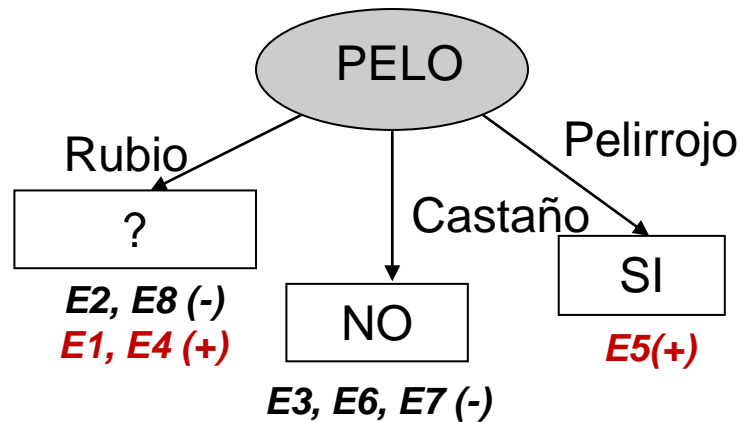 PELO
Rubio
Pelirrojo
Castaño
?
SI
NO
E2, E8 (-)
E1, E4 (+)
E5(+)
E3, E6, E7 (-)